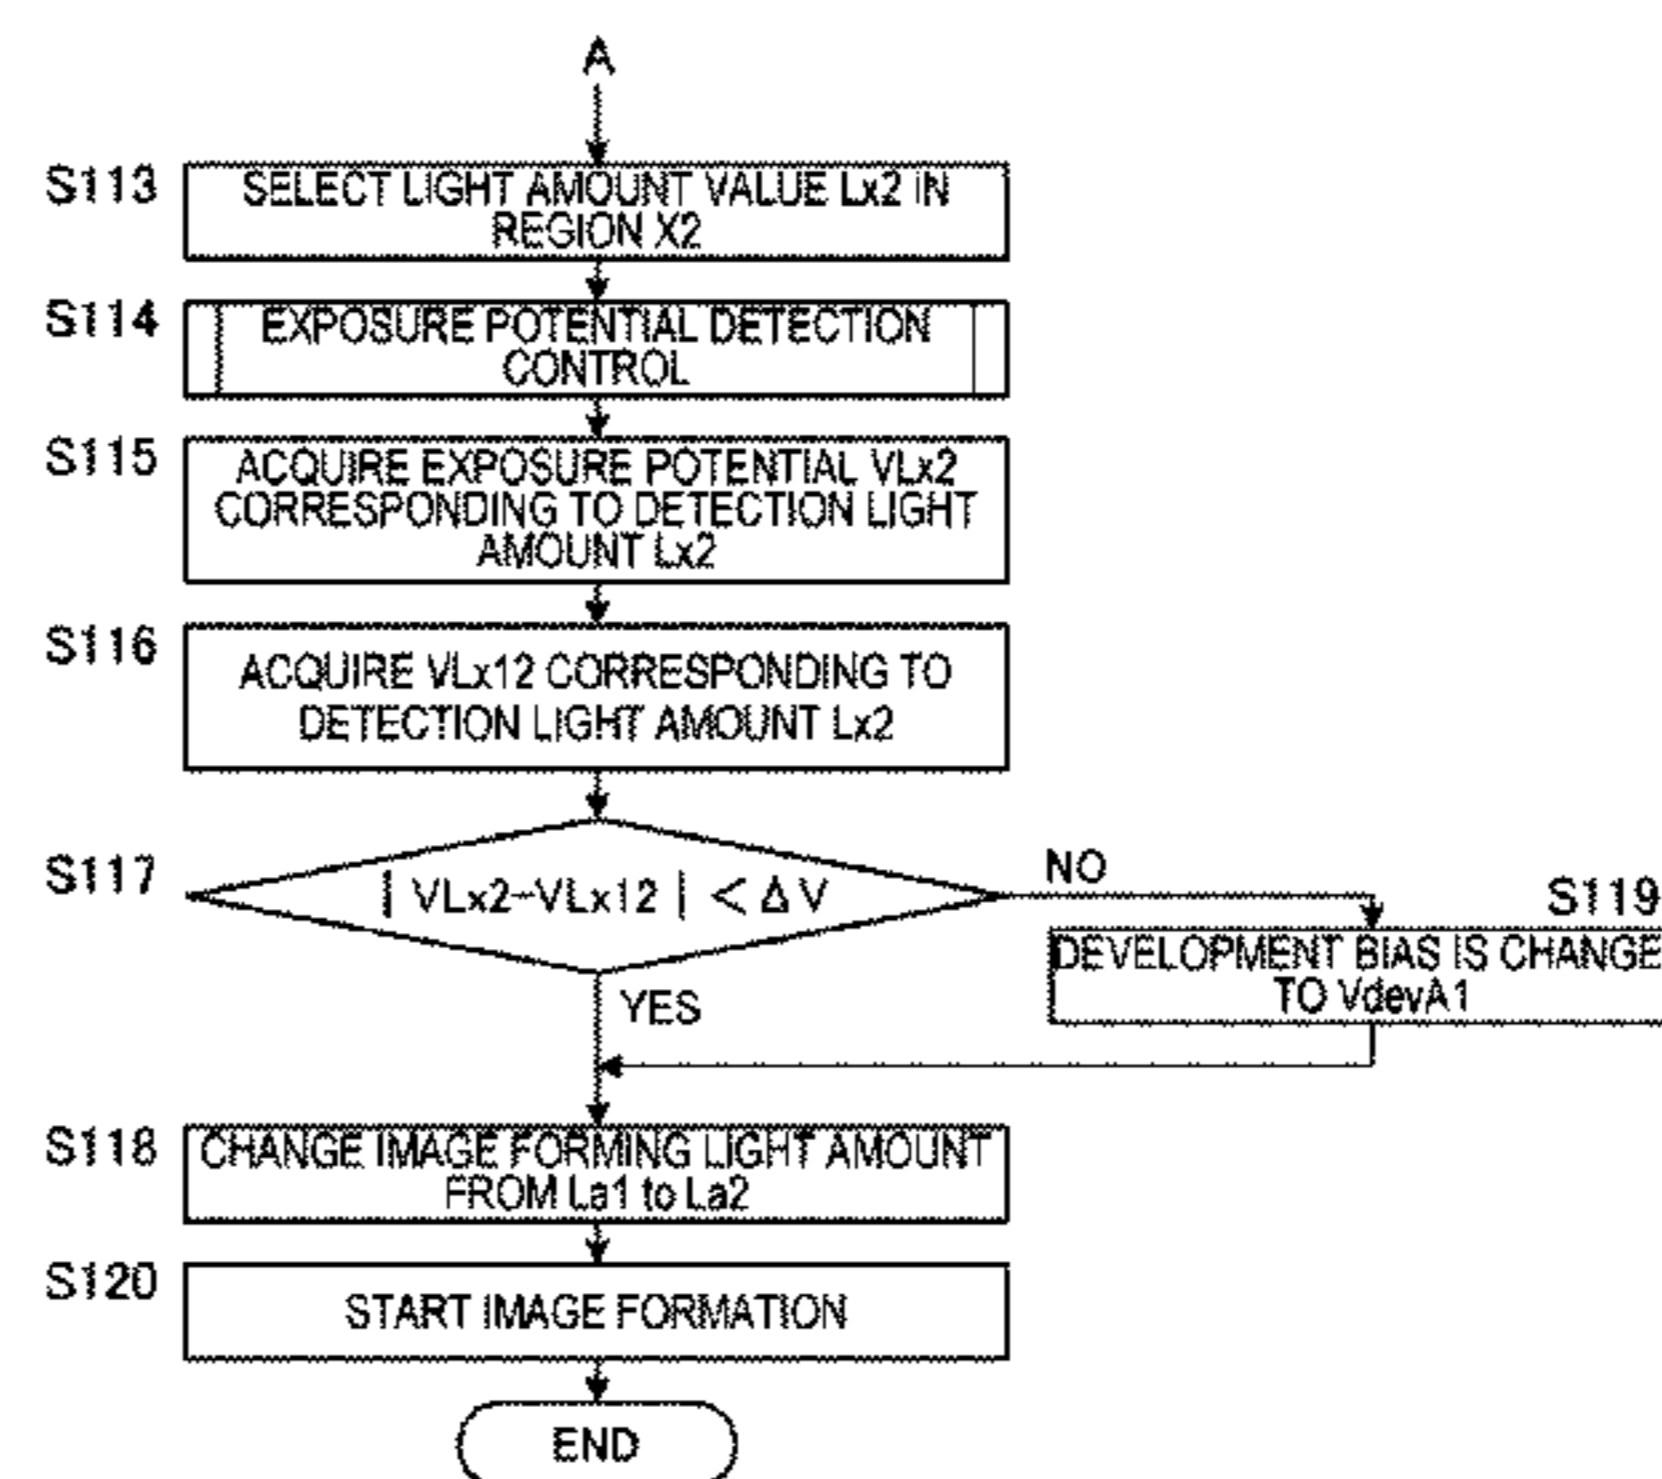 A
S113
SELECT LIGHT AMOUNT VALUE Lx2 iN
REGION X2
S114
EXPOSURE POTENTIAL DETECTION
CONTROL
S115
ACQUIRE EXPOSURE POTENTIAL VLx2
CORRESPONDING TO DETECTION LIGHT
AMOUNT Lx2
S116
ACQUIRE VLx12 CORRESPONDING TO
DETECTION LIGHT AMOUNT Lx2
S117
| VLx2-VLx12 | < Δ V
NO
S119
DEVELOPMENT BIAS IS CHANGE
TO VdevA1
YES
S118
CHANGE IMAGE FORMING LIGHT AMOUNT
FROM La1 to La2
S120
START IMAGE FORMATION
END